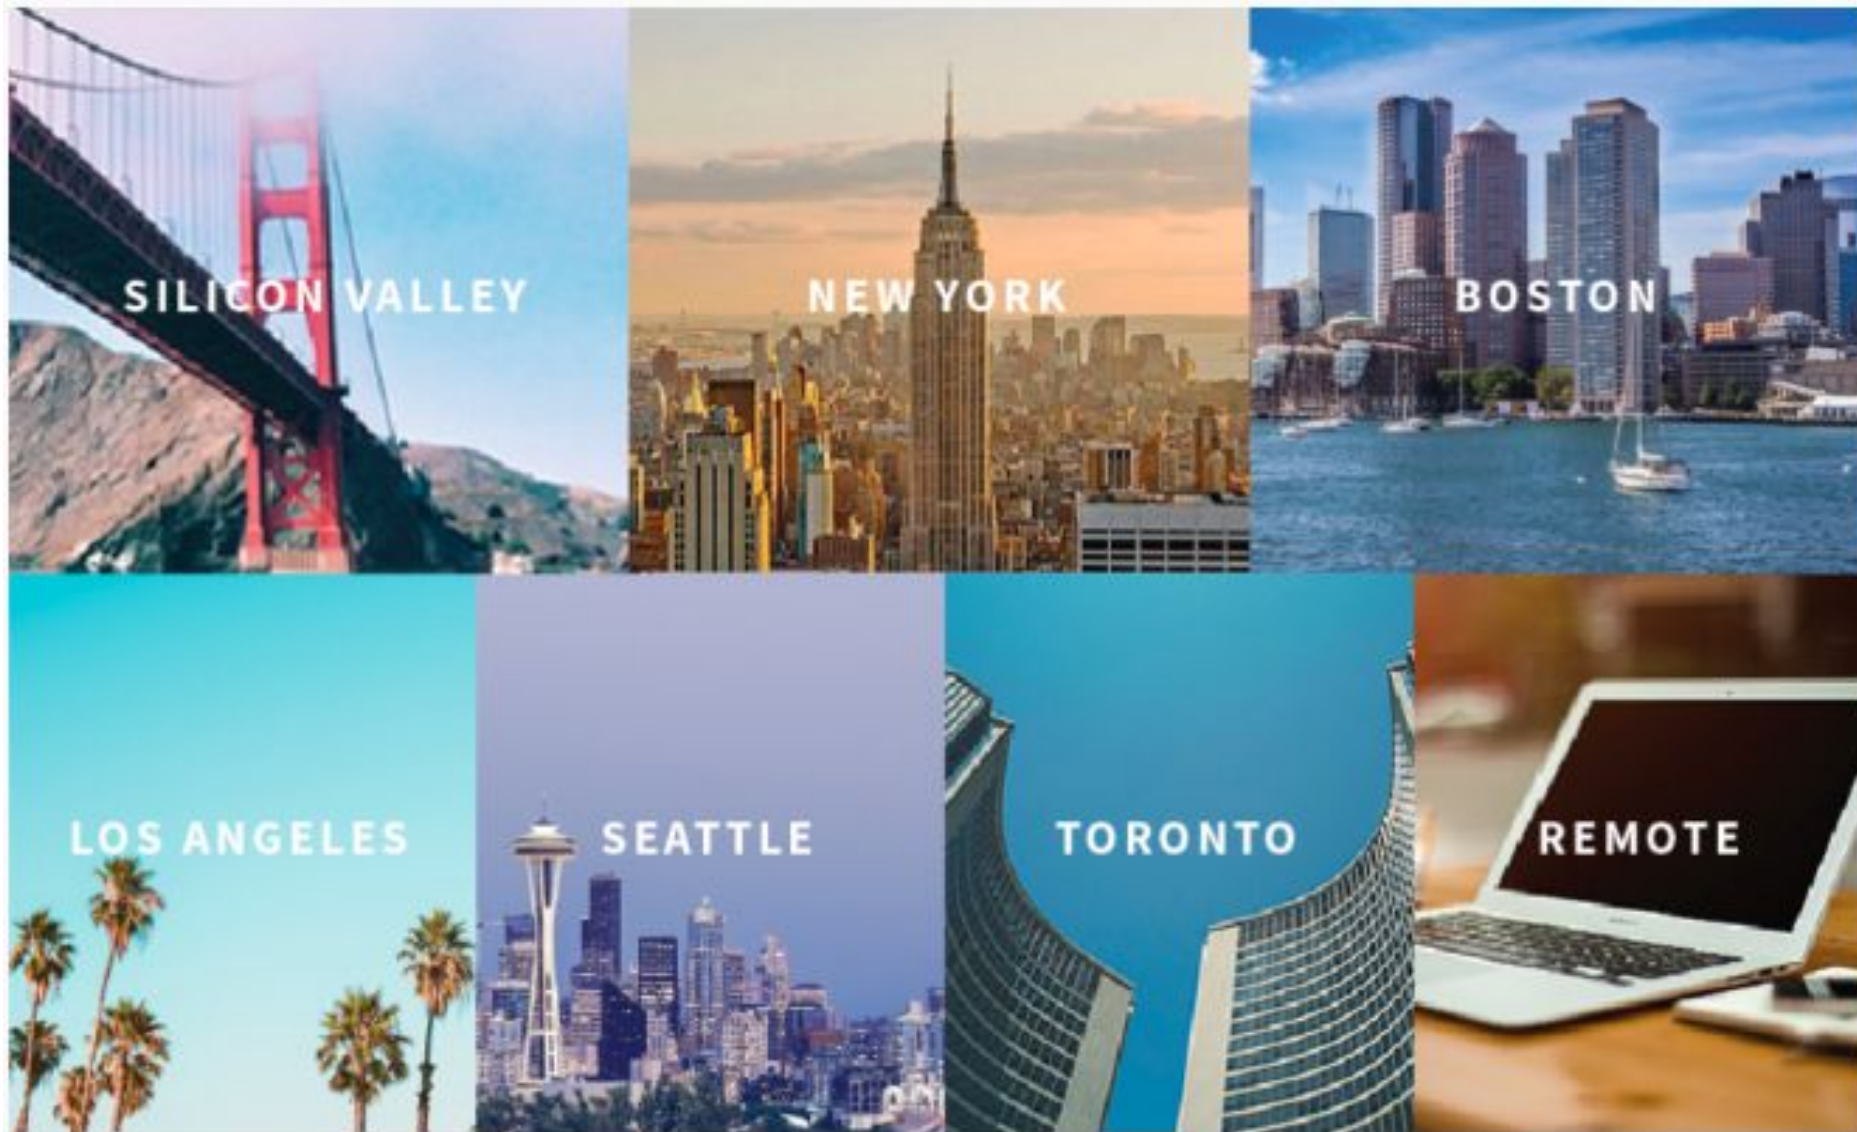 SILICON VALLEY
NEW YORK
BOSTON
LOS ANGELES
SEATTLE
TORONTO
REMOTE